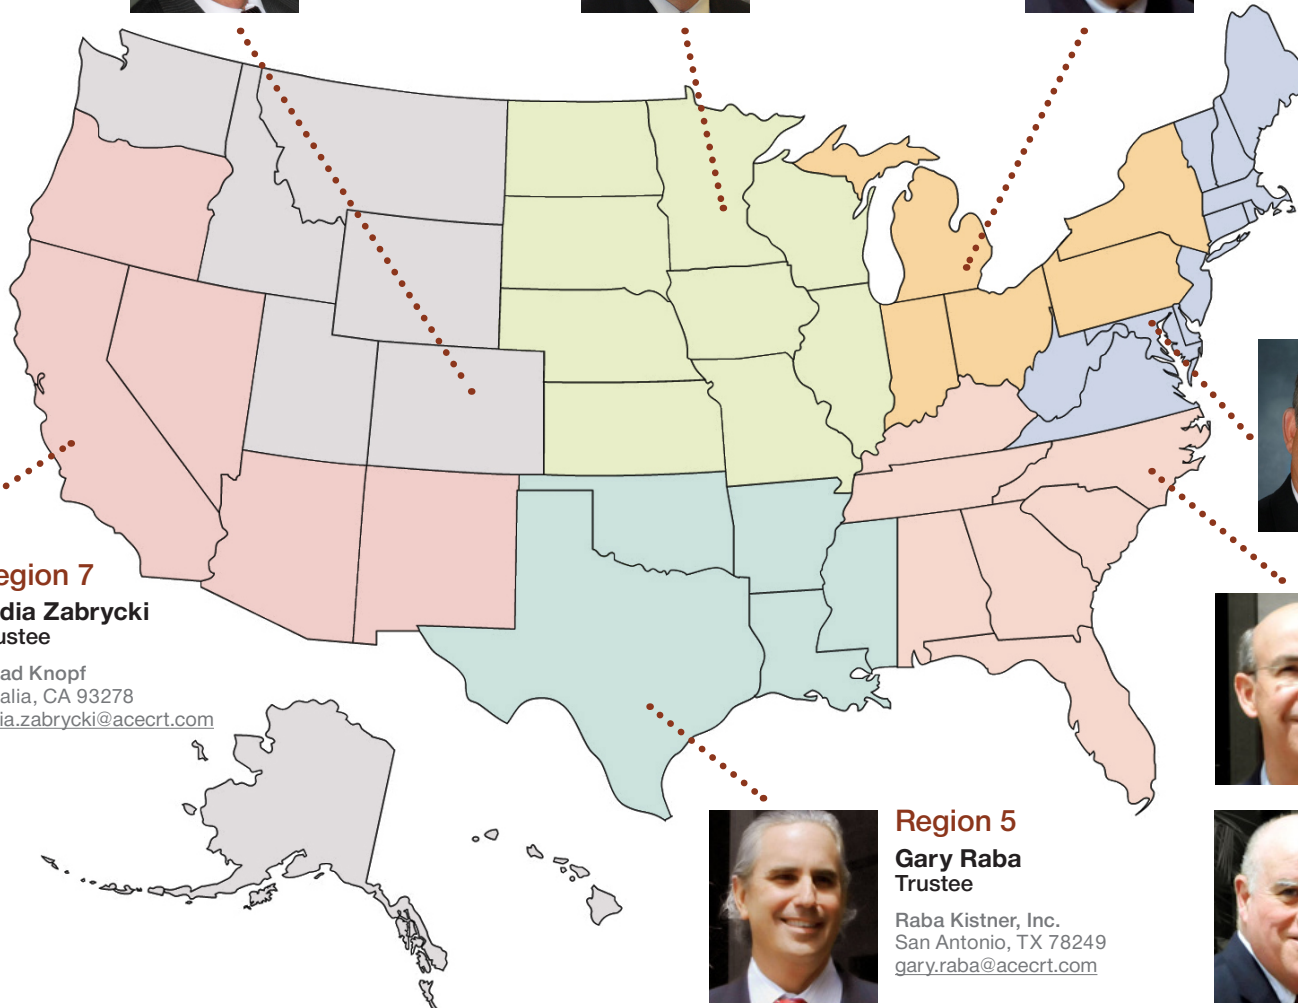 egion 7
dia Zabrycki
ustee
ad Knopf
alia, CA 93278
ia.zabrycki@acecrt.com
Region 5
Gary Raba
Trustee
Raba Kistner, Inc.
San Antonio, TX 78249
gary.raba@acecrt.com